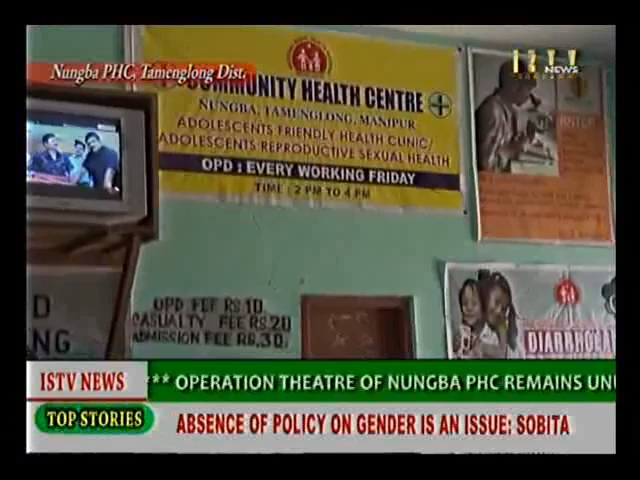 Nungba PHC, Tamenglong Dist.
ISTV
NEWS
COMMUNITY HEALTH CENTRE
NUNGBA, TAMENGLONG, MANIPUR
ADOLESCENTS FRIENDLY HEALTH CLINIC/
ADOLESCENTS REPRODUCTIVE SEXUAL HEALTH
OPD : EVERY WORKING FRIDAY
TIME : 2 PM TO 4 PM
OPD FEE RS.10
CASUALTY FEE RS.20
ADMISSION FEE RS.30.
ISTV NEWS
*** OPERATION THEATRE OF NUNGBA PHC REMAINS UNU
TOP STORIES
ABSENCE OF POLICY ON GENDER IS AN ISSUE: SOBITA